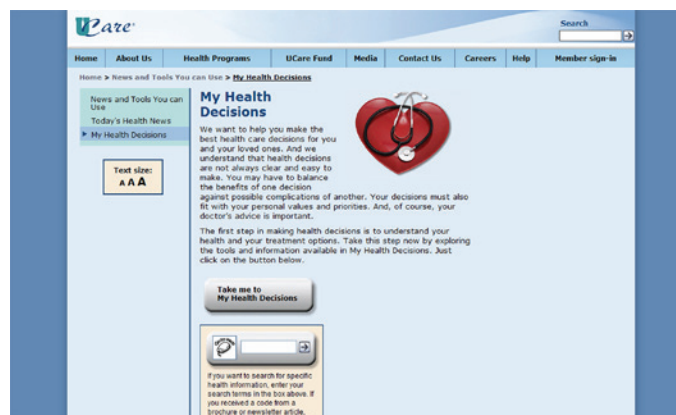 UCare
Search
Home About Us Health Programs UCare Fund Media Contact Us Careers Help Member sign-in
Home > News and Tools You can Use > My Health Decisions
News and Tools You can
Use
Today's Health News
My Health Decisions
Text size:
A A A
My Health
Decisions
We want to help you make the
best health care decisions for you
and your loved ones. And we
understand that health decisions
are not always clear and easy to
make. You may have to balance
the benefits of one decision
against possible complications of another. Your decisions must also
fit with your personal values and priorities. And, of course, your
doctor's advice is important.
The first step in making health decisions is to understand your
health and your treatment options. Take this step now by exploring
the tools and information available in My Health Decisions. Just
click on the button below.
Take me to
My Health Decisions
If you want to search for specific
health information, enter your
search terms in the box above. If
you received a code from a
brochure or newsletter article,